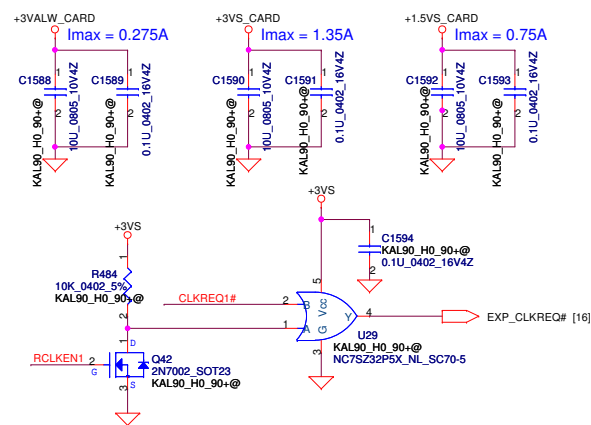 +3VALW_CARD
Imax = 0.275A
C1588
1
2
10U_0805_10V4Z
KAL90_H0_90+@
C1589
1
2
0.1U_0402_16V4Z
KAL90_H0_90+@
+3VS_CARD
Imax = 1.35A
C1590
1
2
10U_0805_10V4Z
KAL90_H0_90+@
C1591
1
2
0.1U_0402_16V4Z
KAL90_H0_90+@
+1.5VS_CARD
Imax = 0.75A
C1592
1
2
10U_0805_10V4Z
KAL90_H0_90+@
C1593
1
2
0.1U_0402_16V4Z
KAL90_H0_90+@
+3VS
1
R484
10K_0402_5%
KAL90_H0_90+@
2
+3VS
1
C1594
KAL90_H0_90+@
0.1U_0402_16V4Z
2
CLKREQ1#
2
B
1
A
5
Vcc
G
3
Y
4
U29
KAL90_H0_90+@
NC7SZ32P5X_NL_SC70-5
EXP_CLKREQ# [16]
RCLKEN1
2
G
1
D
3
S
Q42
2N7002_SOT23
KAL90_H0_90+@